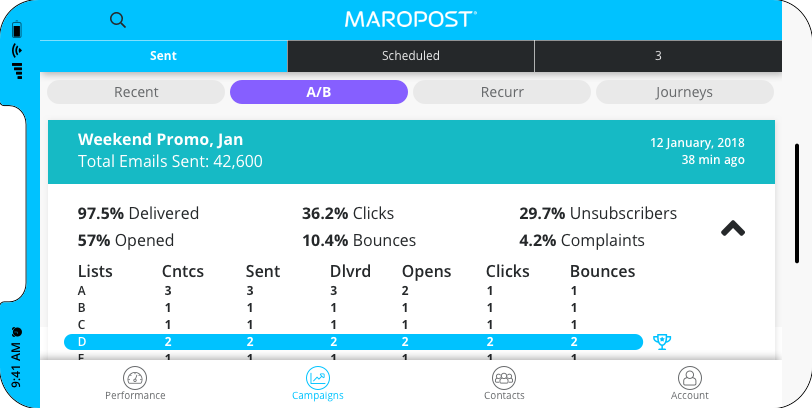 MAROPOST
Sent Scheduled 3
Recent A/B Recurr Journeys
Weekend Promo, Jan
12 January, 2018
Total Emails Sent: 42,600
38 min ago
97.5% Delivered 36.2% Clicks 29.7% Unsubscribers
57% Opened 10.4% Bounces 4.2% Complaints
Lists Cntcs Sent Dlvrd Opens Clicks Bounces
A 3 3 3 2 1 1
B 1 1 1 1 1 1
C 1 1 1 1 1 1
D 2 2 2 2 2 2
E 1 1 1 1 1 1
Performance Campaigns Contacts Account
9:41 AM